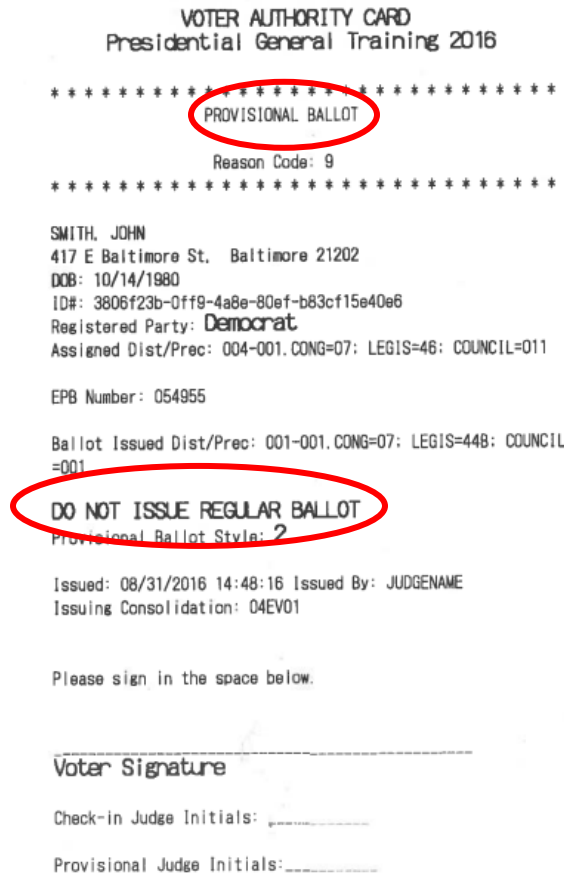 VOTER AUTHORITY CARD
Presidential General Training 2016
* * * * * * * * * * * * * * * * * * * * * * * * * * * * * *
PROVISIONAL BALLOT
Reason Code: 9
* * * * * * * * * * * * * * * * * * * * * * * * * * * * * *
SMITH, JOHN
417 E Baltimore St, Baltimore 21202
DOB: 10/14/1980
ID#: 3806f23b-0ff9-4a8e-80ef-b83cf15e40e6
Registered Party: Democrat
Assigned Dist/Prec: 004-001.CONG=07; LEGIS=46; COUNCIL=011
EPB Number: 054955
Ballot Issued Dist/Prec: 001-001.CONG=07; LEGIS=44B; COUNCIL
=001
DO NOT ISSUE REGULAR BALLOT
Provisional Ballot Style: 2
Issued: 08/31/2016 14:48:16 Issued By: JUDGENAME
Issuing Consolidation: 04EV01
Please sign in the space below.
Voter Signature
Check-in Judge Initials:
Provisional Judge Initials: